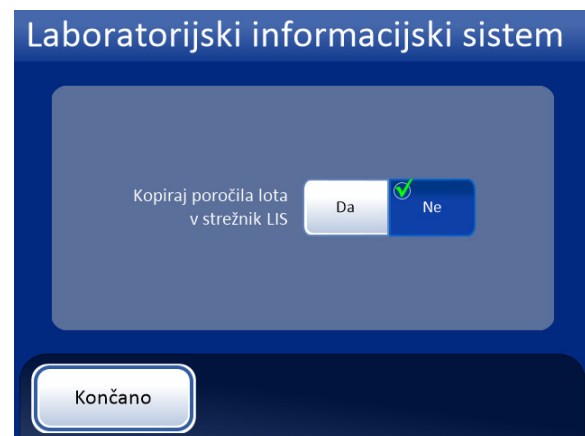 Laboratorijski informacijski sistem
Kopiraj poročila lota
v strežnik LIS
Da
Ne
Končano